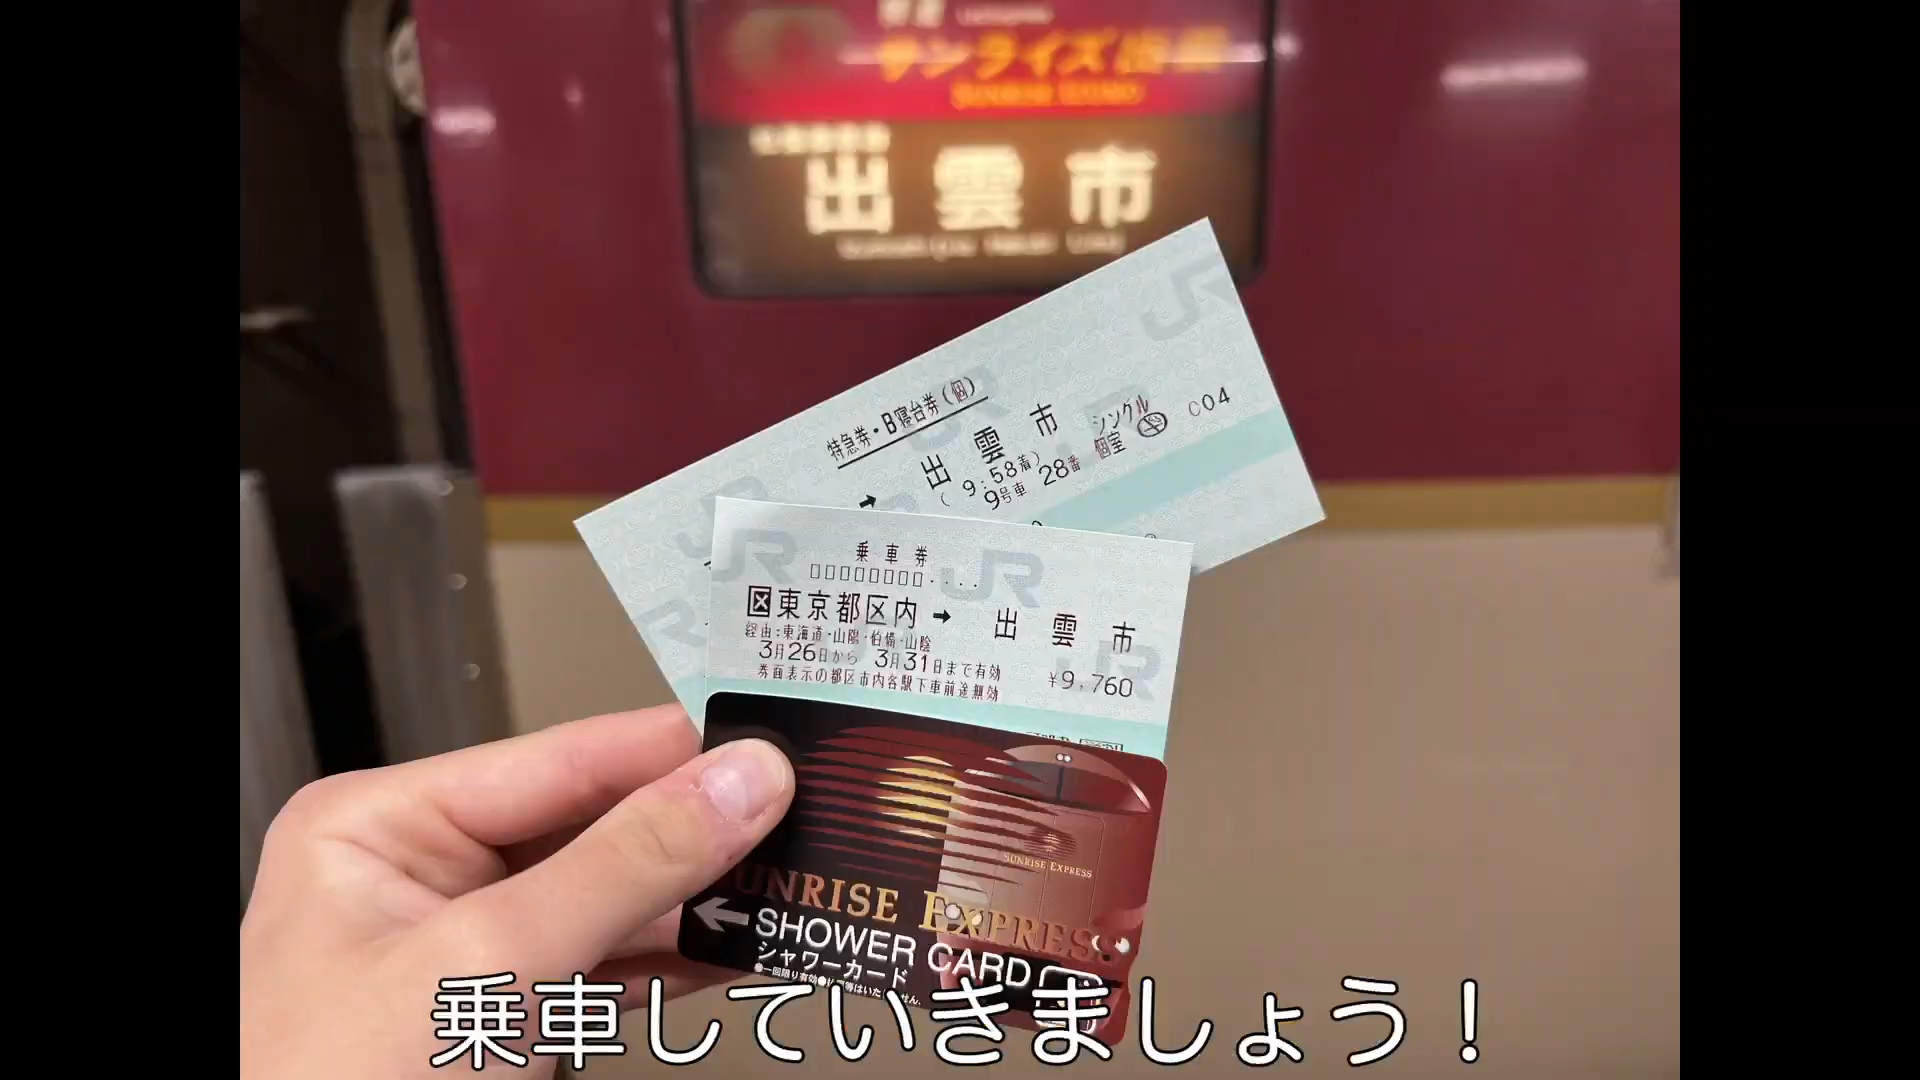 サンライズ出雲
出雲市
特急券・B寝台券(個)
➡ 出雲市
シングル
個室
C04
(9:58着)
9号車 28番
乗車券
区東京都区内 ➡ 出雲市
経由:東海道・山陽・伯備・山陰
3月26日から 3月31日まで有効
¥9,760
券面表示の都区市内各駅下車前途無効
SUNRISE EXPRESS
SUNRISE EXPRESS
SHOWER CARD
シャワーカード
乗車していきましょう!